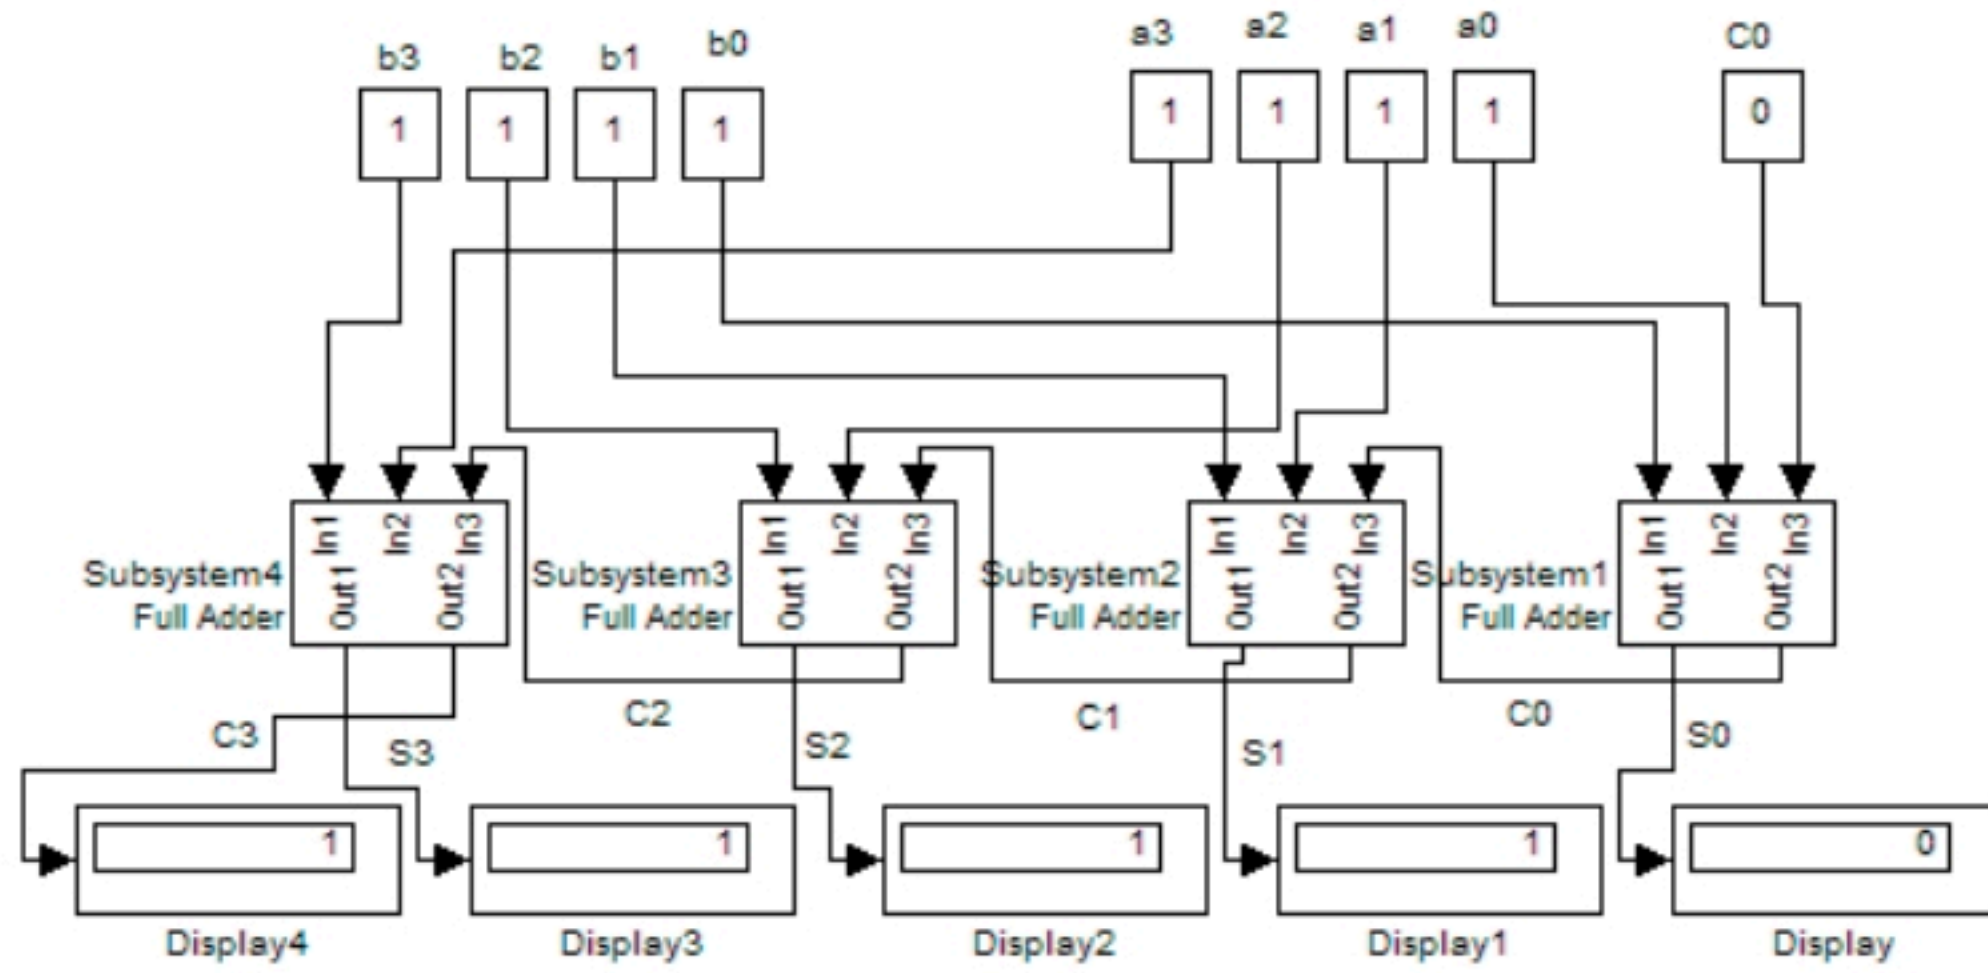 b3 b2 b1 b0 a3 a2 a1 a0 C0
1 1 1 1 1 1 1 1 0
In1 In2 In3 In1 In2 In3 In1 In2 In3 In1 In2 In3
Subsystem4 Subsystem3 Subsystem2 Subsystem1
Full Adder Full Adder Full Adder Full Adder
Out1 Out2 Out1 Out2 Out1 Out2 Out1 Out2
C3 S3 C2 S2 C1 S1 C0 S0
1 1 1 1 0
Display4 Display3 Display2 Display1 Display